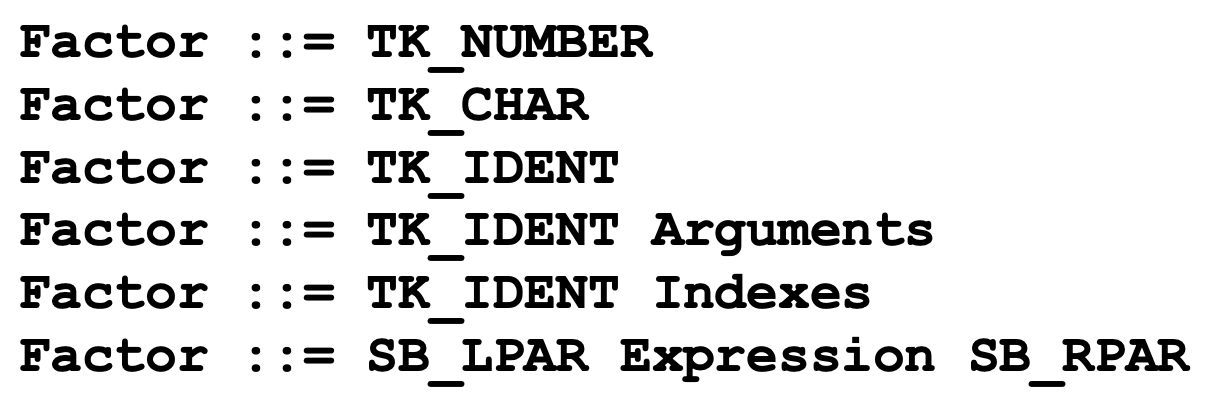 Factor ::= TK_NUMBER
Factor ::= TK_CHAR
Factor ::= TK_IDENT
Factor ::= TK_IDENT Arguments
Factor ::= TK_IDENT Indexes
Factor ::= SB_LPAR Expression SB_RPAR